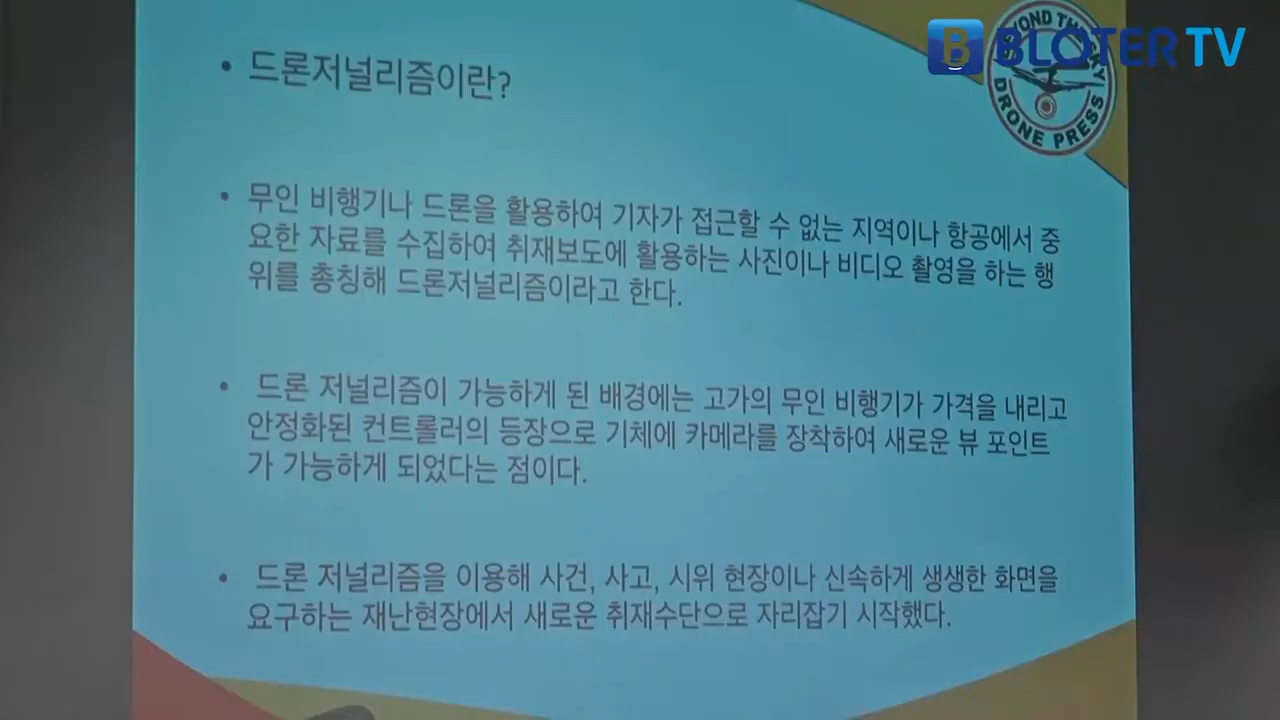 BLOTER TV
BEYOND THE SKY
DRONE PRESS
• 드론저널리즘이란?
• 무인 비행기나 드론을 활용하여 기자가 접근할 수 없는 지역이나 항공에서 중
요한 자료를 수집하여 취재보도에 활용하는 사진이나 비디오 촬영을 하는 행
위를 총칭해 드론저널리즘이라고 한다.
• 드론 저널리즘이 가능하게 된 배경에는 고가의 무인 비행기가 가격을 내리고
안정화된 컨트롤러의 등장으로 기체에 카메라를 장착하여 새로운 뷰 포인트
가 가능하게 되었다는 점이다.
• 드론 저널리즘을 이용해 사건, 사고, 시위 현장이나 신속하게 생생한 화면을
요구하는 재난현장에서 새로운 취재수단으로 자리잡기 시작했다.